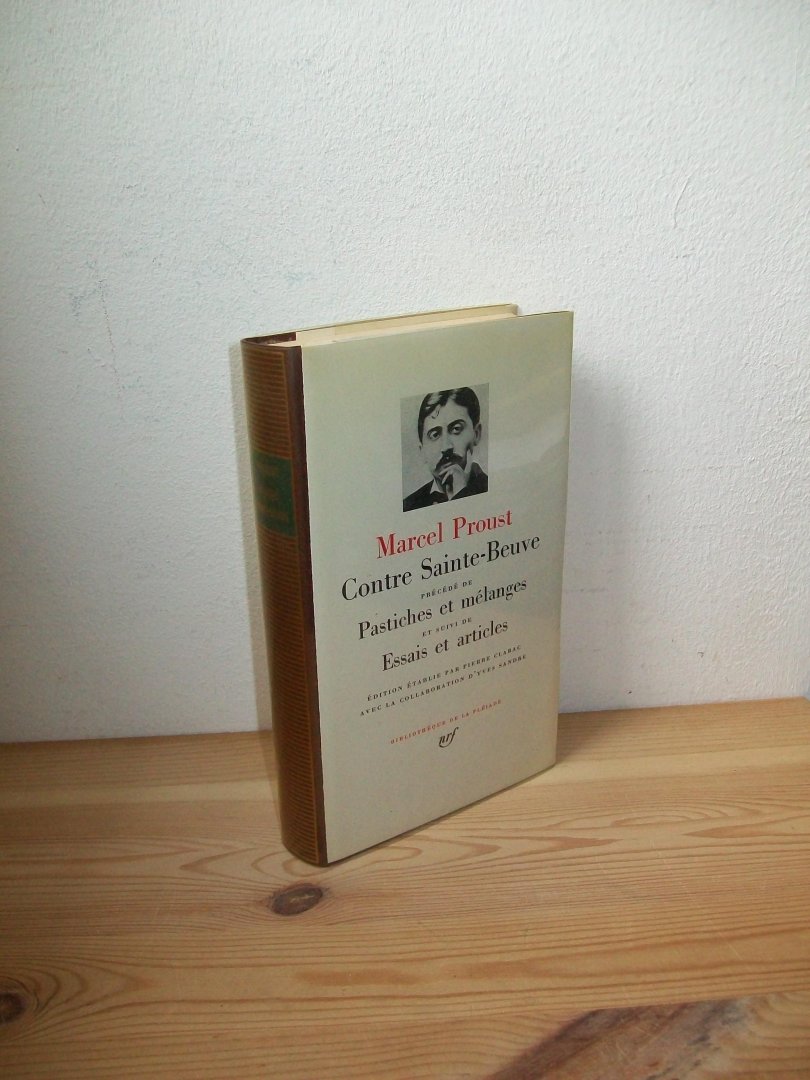 Marcel Proust
Contre Sainte-Beuve
PRÉCÉDÉ DE
Pastiches et mélanges
ET SUIVI DE
Essais et articles
ÉDITION ÉTABLIE PAR PIERRE CLARAC
AVEC LA COLLABORATION D'YVES SANDRE
BIBLIOTHÈQUE DE LA PLÉIADE
nrf